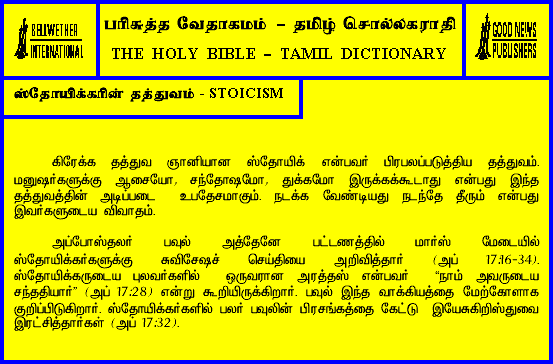 BELLWETHER
INTERNATIONAL
பரிசுத்த வேதாகமம் – தமிழ் சொல்லகராதி
THE HOLY BIBLE – TAMIL DICTIONARY
GOOD NEWS
PUBLISHERS
ஸ்தோயிக்கரின் தத்துவம் - STOICISM
கிரேக்க தத்துவ ஞானியான ஸ்தோயிக் என்பவர் பிரபலப்படுத்திய தத்துவம்.
மனுஷர்களுக்கு ஆசையோ, சந்தோஷமோ, துக்கமோ இருக்கக்கூடாது என்பது இந்த
தத்துவத்தின் அடிப்படை உபதேசமாகும். நடக்க வேண்டியது நடந்தே தீரும் என்பது
இவர்களுடைய விவாதம்.
அப்போஸ்தலர் பவுல் அத்தேனே பட்டணத்தில் மார்ஸ் மேடையில்
ஸ்தோயிக்கர்களுக்கு சுவிசேஷச் செய்தியை அறிவித்தார் (அப் 17:16-34).
ஸ்தோயிக்கருடைய புலவர்களில் ஒருவரான அரத்தஸ் என்பவர் “நாம் அவருடைய
சந்ததியார்” (அப் 17:28) என்று கூறியிருக்கிறார். பவுல் இந்த வாக்கியத்தை மேற்கோளாக
குறிப்பிடுகிறார். ஸ்தோயிக்கர்களில் பலர் பவுலின் பிரசங்கத்தை கேட்டு இயேசுகிறிஸ்துவை
இரட்சித்தார்கள் (அப் 17:32).